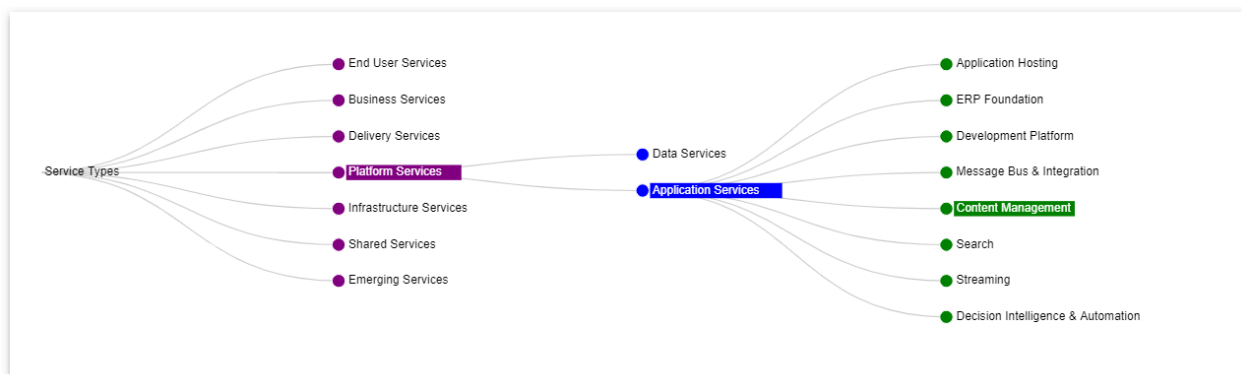 Service Types
End User Services
Business Services
Delivery Services
Platform Services
Infrastructure Services
Shared Services
Emerging Services
Data Services
Application Services
Application Hosting
ERP Foundation
Development Platform
Message Bus & Integration
Content Management
Search
Streaming
Decision Intelligence & Automation